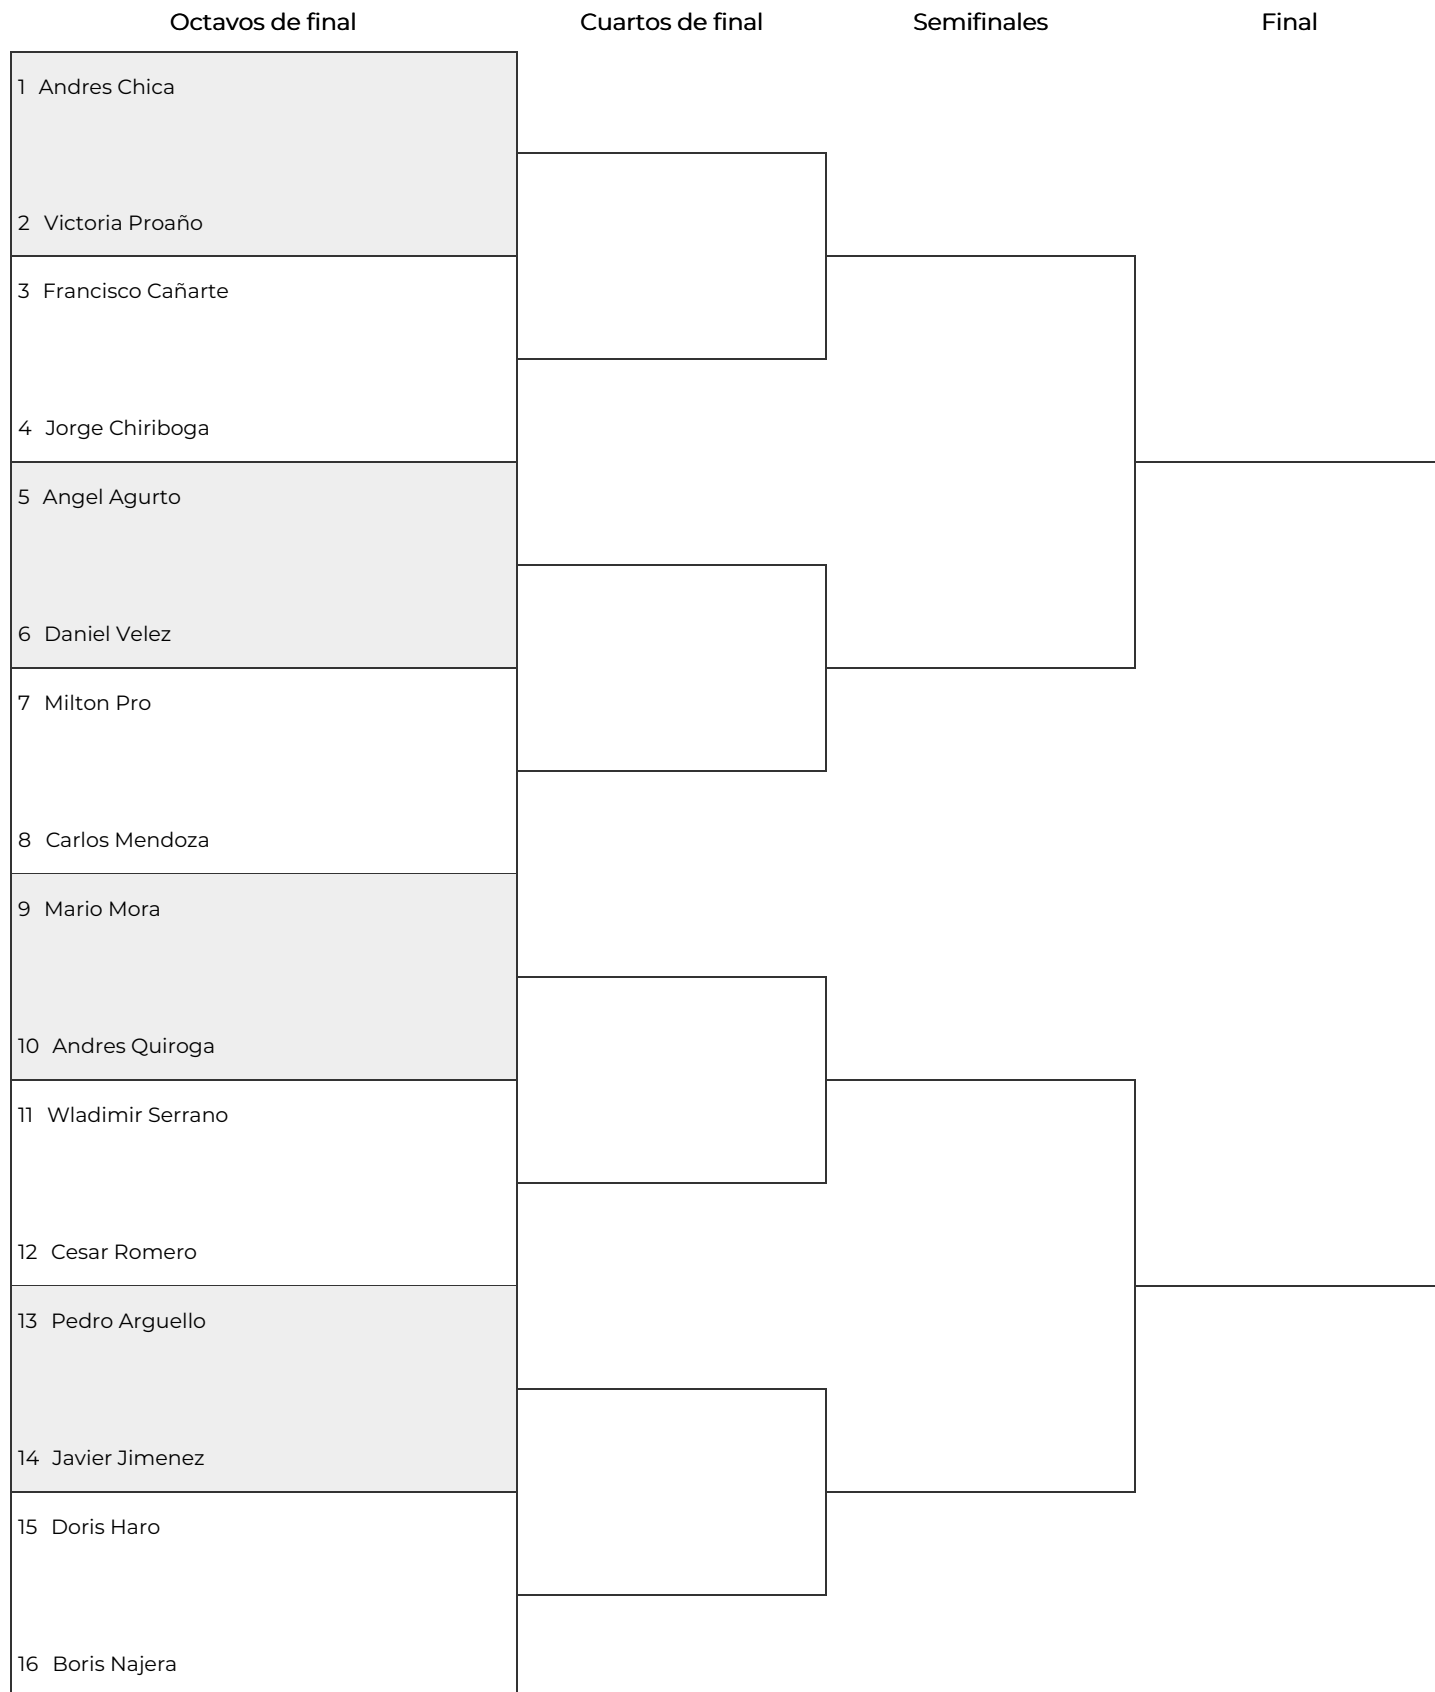 Octavos de final Cuartos de final Semifinales Final
1 Andres Chica
2 Victoria Proaño
3 Francisco Cañarte
4 Jorge Chiriboga
5 Angel Agurto
6 Daniel Velez
7 Milton Pro
8 Carlos Mendoza
9 Mario Mora
10 Andres Quiroga
11 Wladimir Serrano
12 Cesar Romero
13 Pedro Arguello
14 Javier Jimenez
15 Doris Haro
16 Boris Najera